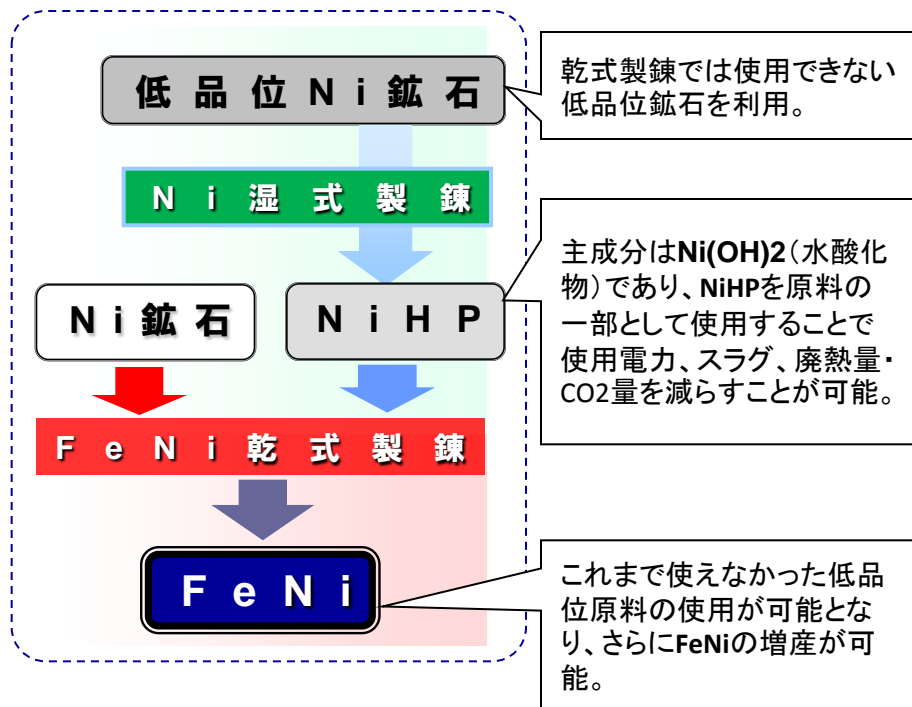 低品位Ni鉱石
乾式製錬では使用できない
低品位鉱石を利用。
Ni湿式製錬
主成分はNi(OH)2(水酸化
物)であり、NiHPを原料の
一部として使用することで
使用電力、スラグ、廃熱量・
CO2量を減らすことが可能。
Ni鉱石
NiHP
FeNi乾式製錬
FeNi
これまで使えなかった低品
位原料の使用が可能とな
り、さらにFeNiの増産が可
能。